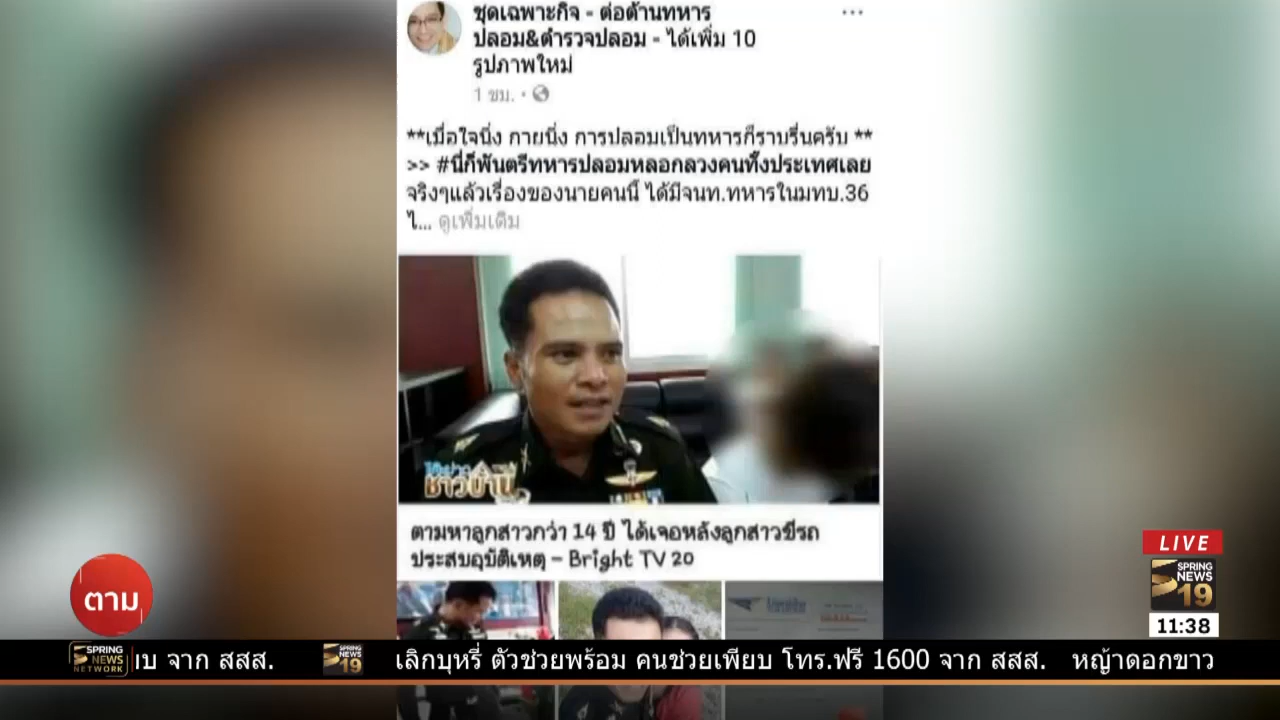 ชุดเฉพาะกิจ - ต่อต้านทหาร
ปลอม&ตำรวจปลอม - ได้เพิ่ม 10
รูปภาพใหม่
1 ชม.
**เมื่อใจนิ่ง กายนิ่ง การปลอมเป็นทหารก็ราบรื่นครับ **
>> #นี่ก็พันตรีทหารปลอมหลอกลวงคนทั้งประเทศเลย
จริงๆแล้วเรื่องของนายคนนี้ ได้มีจนท.ทหารในมทบ.36
ไ... ดูเพิ่มเติม
ชาวบ้าน
ตามหาลูกสาวกว่า 14 ปี ได้เจอหลังลูกสาวขี่รถ
ประสบอุบัติเหตุ – Bright TV 20
ตาม
LIVE
SPRING
NEWS
19
11:38
SPRING
NEWS
NETWORK
บ จาก สสส.
SPRING
NEWS
19
เลิกบุหรี่ ตัวช่วยพร้อม คนช่วยเพียบ โทร.ฟรี 1600 จาก สสส. หญ้าดอกขาว